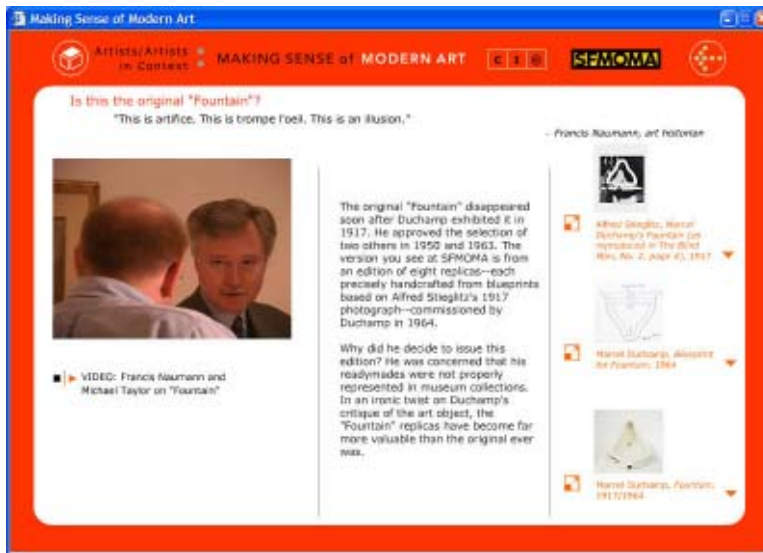 Making Sense of Modern Art
Artists/Artists
in Context
MAKING SENSE of MODERN ART
SFMOMA
Is this the original "Fountain"?
"This is artifice. This is trompe l'oeil. This is an illusion."
- Francis Naumann, art historian
The original "Fountain" disappeared
soon after Duchamp exhibited it in
1917. He approved the selection of
two others in 1950 and 1963. The
version you see at SFMOMA is from
an edition of eight replicas--each
precisely handcrafted from blueprints
based on Alfred Stieglitz's 1917
photograph--commissioned by
Duchamp in 1964.
Why did he decide to issue this
edition? He was concerned that his
readymades were not properly
represented in museum collections.
In an ironic twist on Duchamp's
critique of the art object, the
"Fountain" replicas have become far
more valuable than the original ever
was.
VIDEO: Francis Naumann and
Michael Taylor on "Fountain"
Alfred Stieglitz, Marcel
Duchamp's Fountain (as
reproduced in The Blind
Man, No. 2, page 4), 1917
Marcel Duchamp, Blueprint
for Fountain, 1964
Marcel Duchamp, Fountain,
1917/1964